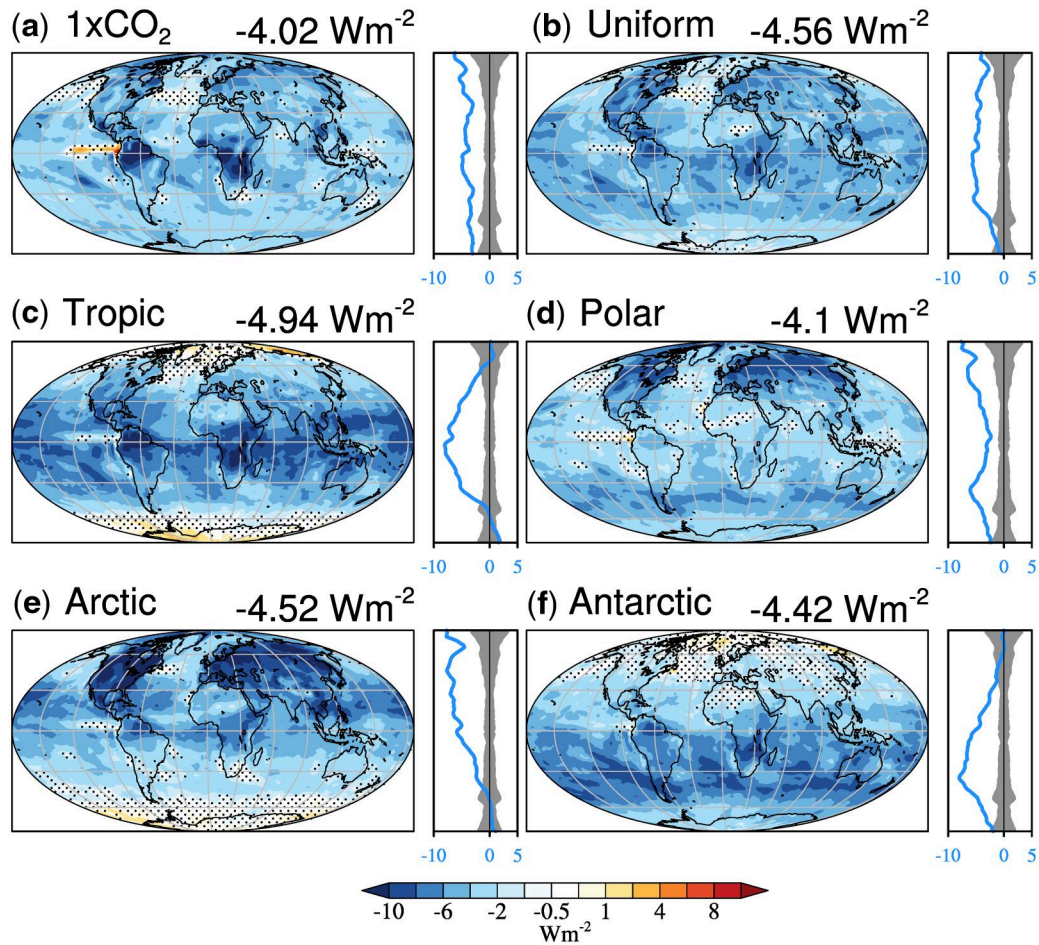 (a) 1xCO₂ -4.02 Wm⁻²
(b) Uniform -4.56 Wm⁻²
-10 0 5
-10 0 5
(c) Tropic -4.94 Wm⁻²
(d) Polar -4.1 Wm⁻²
-10 0 5
-10 0 5
(e) Arctic -4.52 Wm⁻²
(f) Antarctic -4.42 Wm⁻²
-10 0 5
-10 0 5
-10 -6 -2 -0.5 1 4 8
Wm⁻²